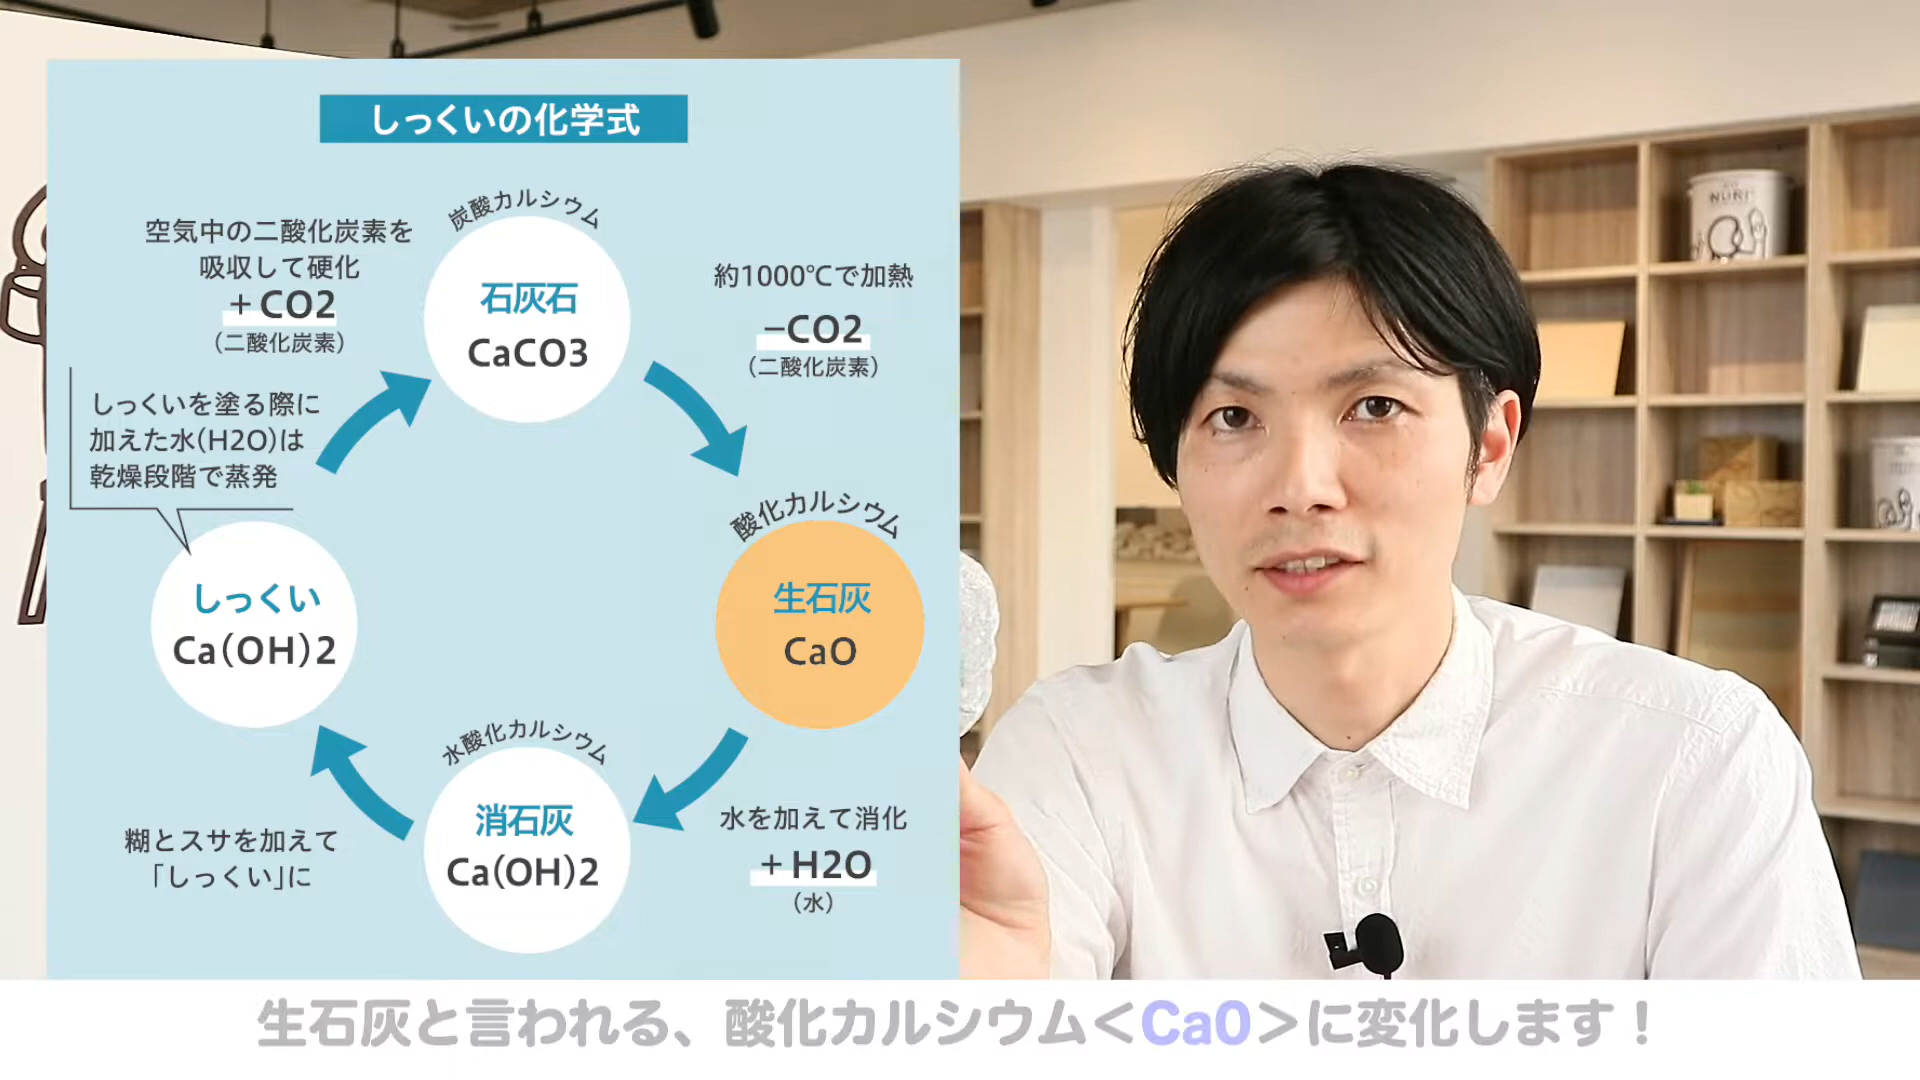 しっくいの化学式
炭酸カルシウム
石灰石
CaCO3
約1000℃で加熱
−CO2
（二酸化炭素）
酸化カルシウム
生石灰
CaO
水を加えて消化
＋H2O
（水）
水酸化カルシウム
消石灰
Ca(OH)2
糊とスサを加えて
「しっくい」に
しっくい
Ca(OH)2
しっくいを塗る際に
加えた水(H2O)は
乾燥段階で蒸発
空気中の二酸化炭素を
吸収して硬化
＋CO2
（二酸化炭素）
NURI
生石灰と言われる、酸化カルシウム＜CaO＞に変化します！